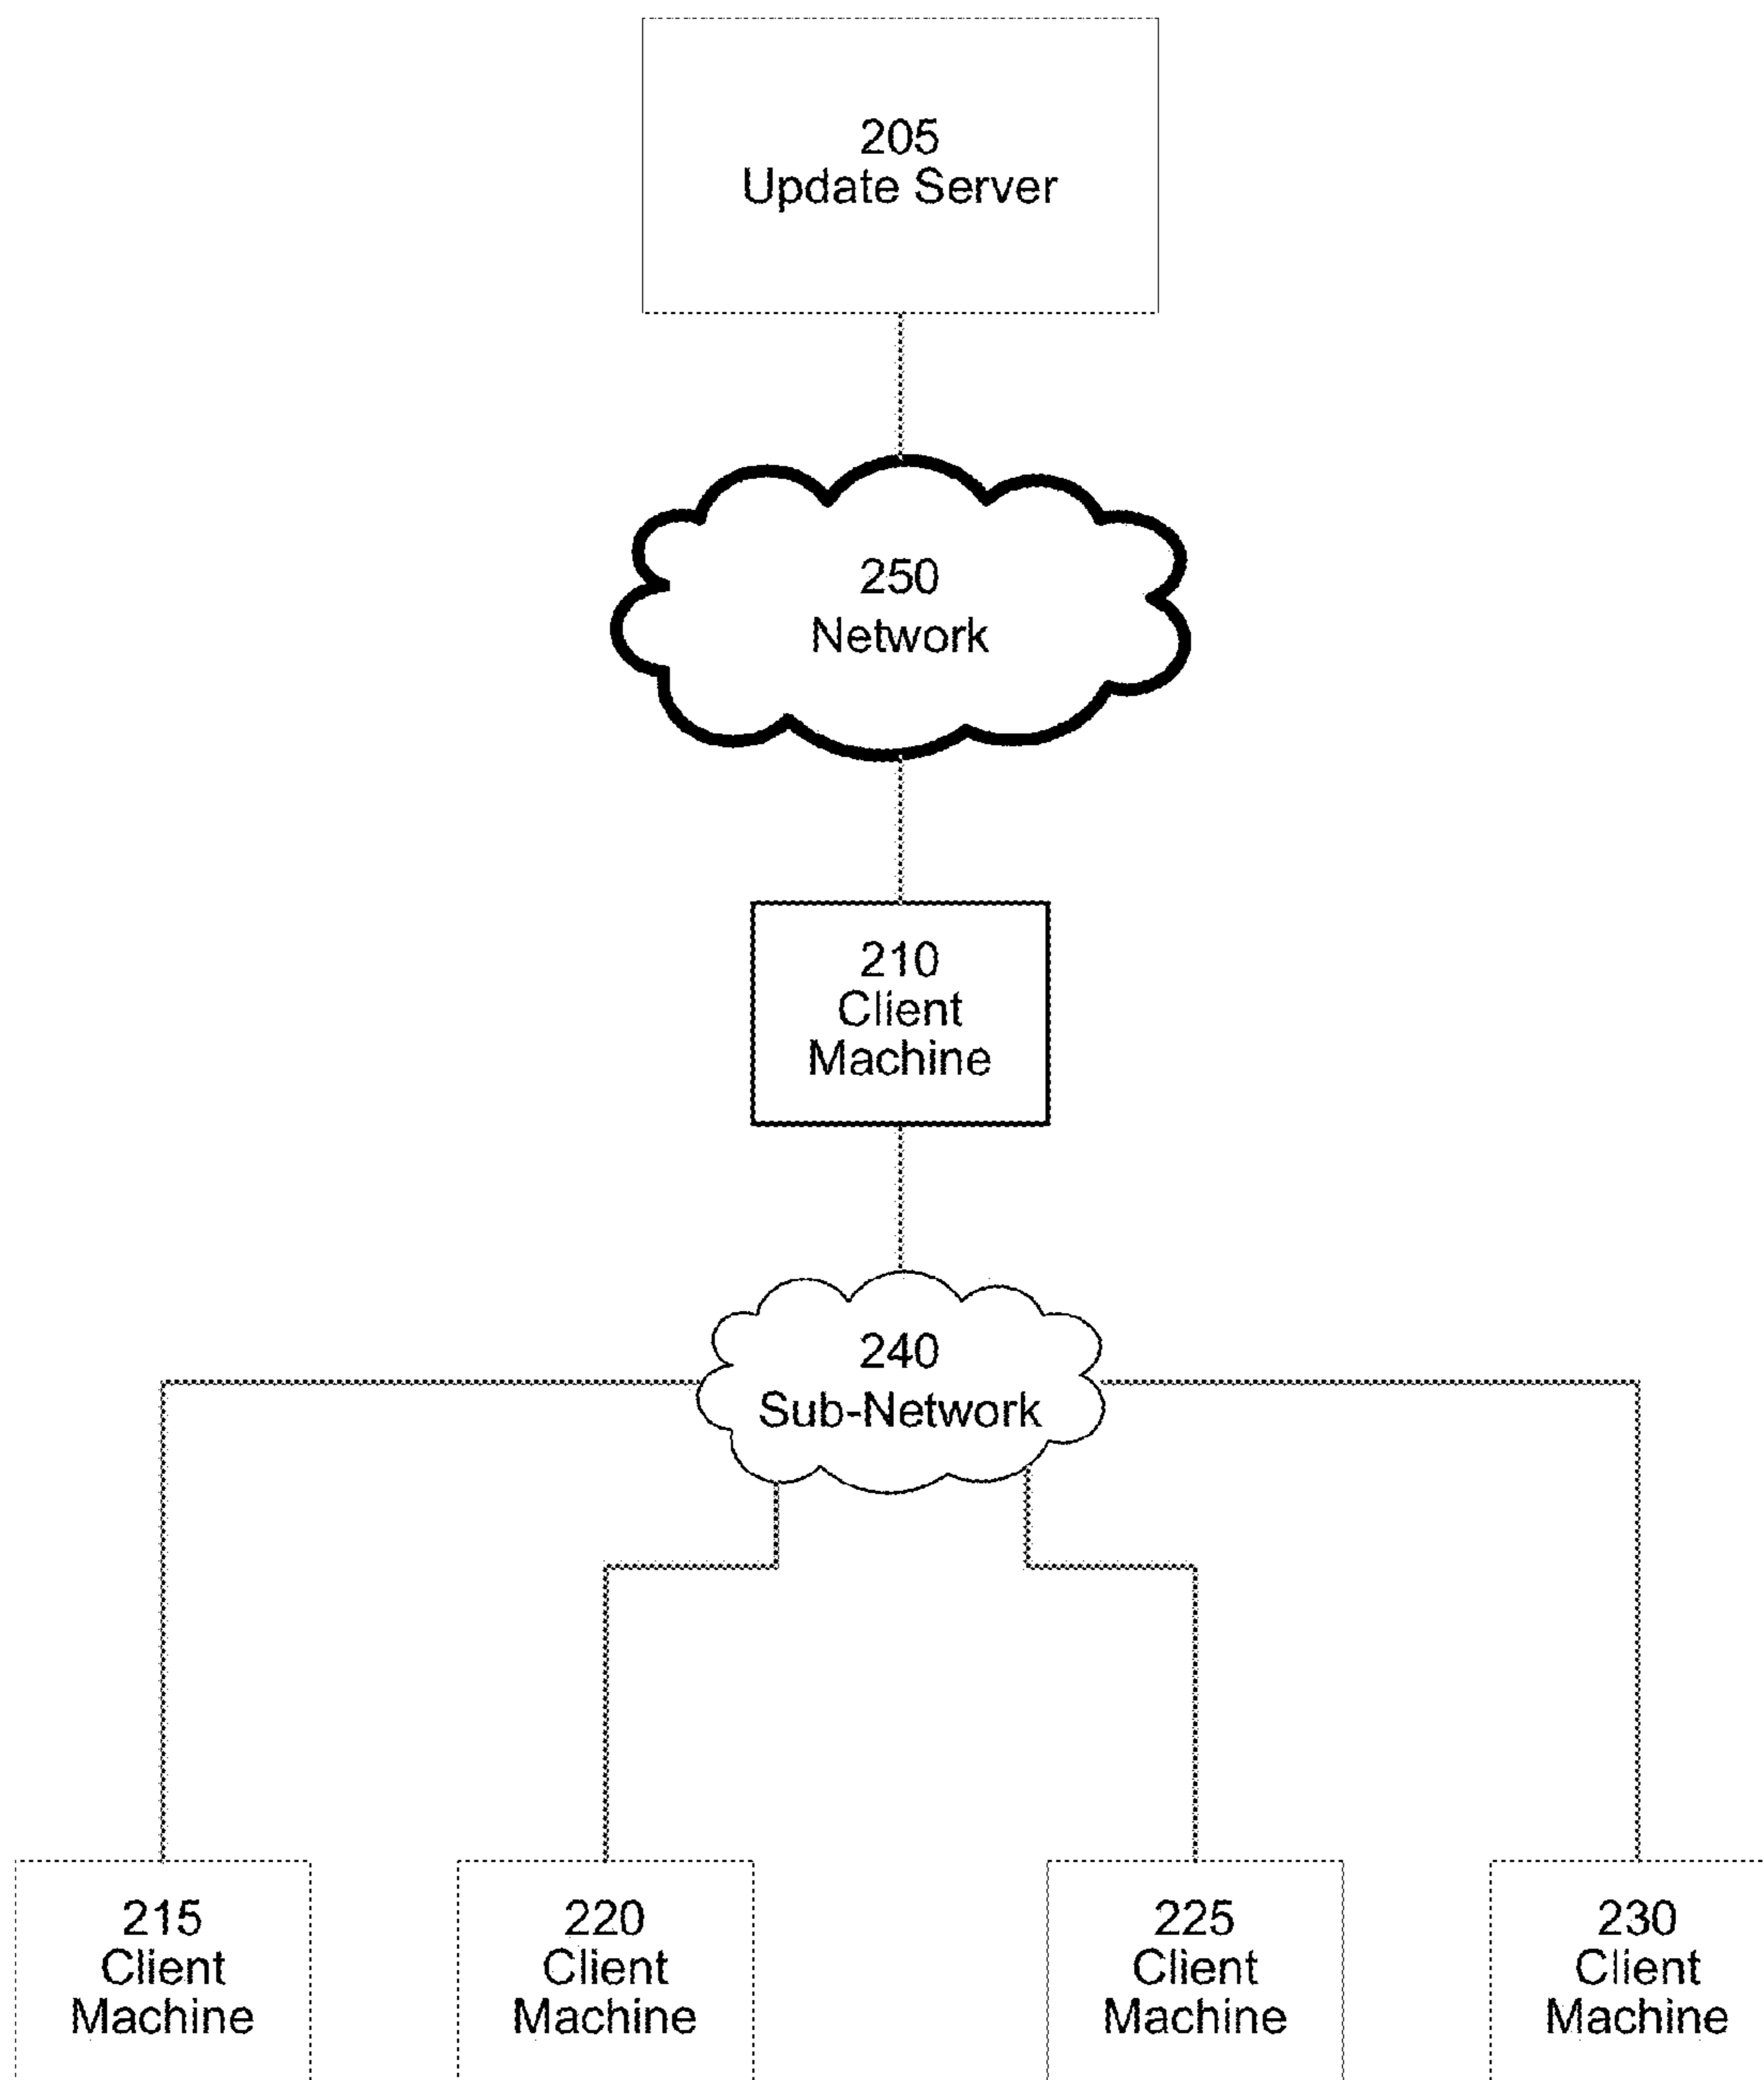 205
Update Server
250
Network
210
Client
Machine
240
Sub-Network
215
Client
Machine
220
Client
Machine
225
Client
Machine
230
Client
Machine